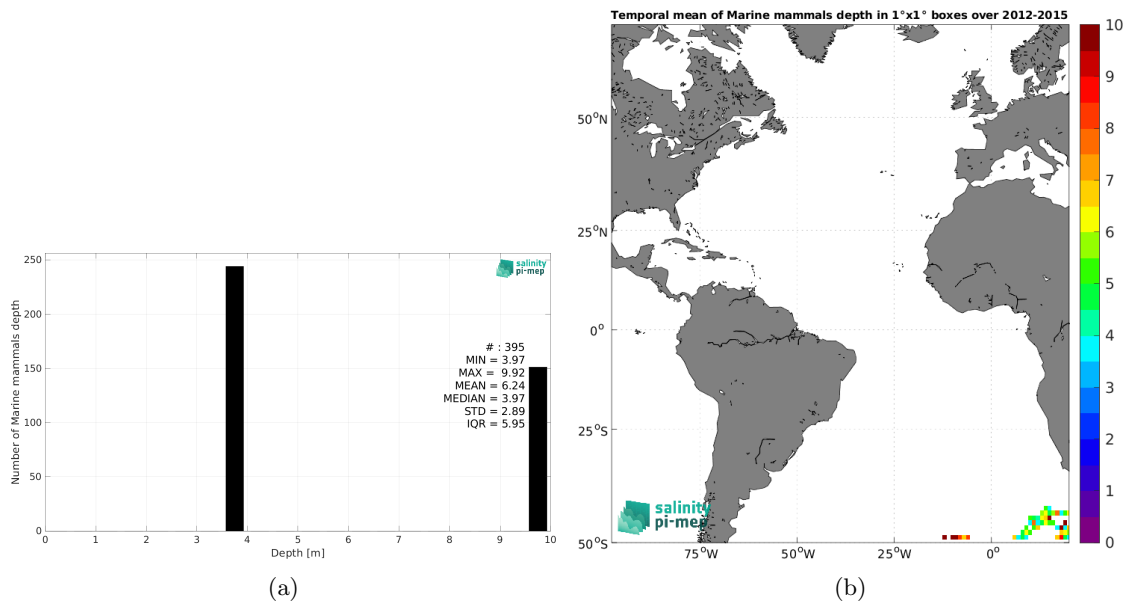 250
200
150
100
50
0
Number of Marine mammals depth
0 1 2 3 4 5 6 7 8 9 10
Depth [m]
salinity
pi-mep
# : 395
MIN = 3.97
MAX = 9.92
MEAN = 6.24
MEDIAN = 3.97
STD = 2.89
IQR = 5.95
(a)
Temporal mean of Marine mammals depth in 1°x1° boxes over 2012-2015
50°N
25°N
0°
25°S
50°S
75°W 50°W 25°W 0°
salinity
pi-mep
10
9
8
7
6
5
4
3
2
1
0
(b)